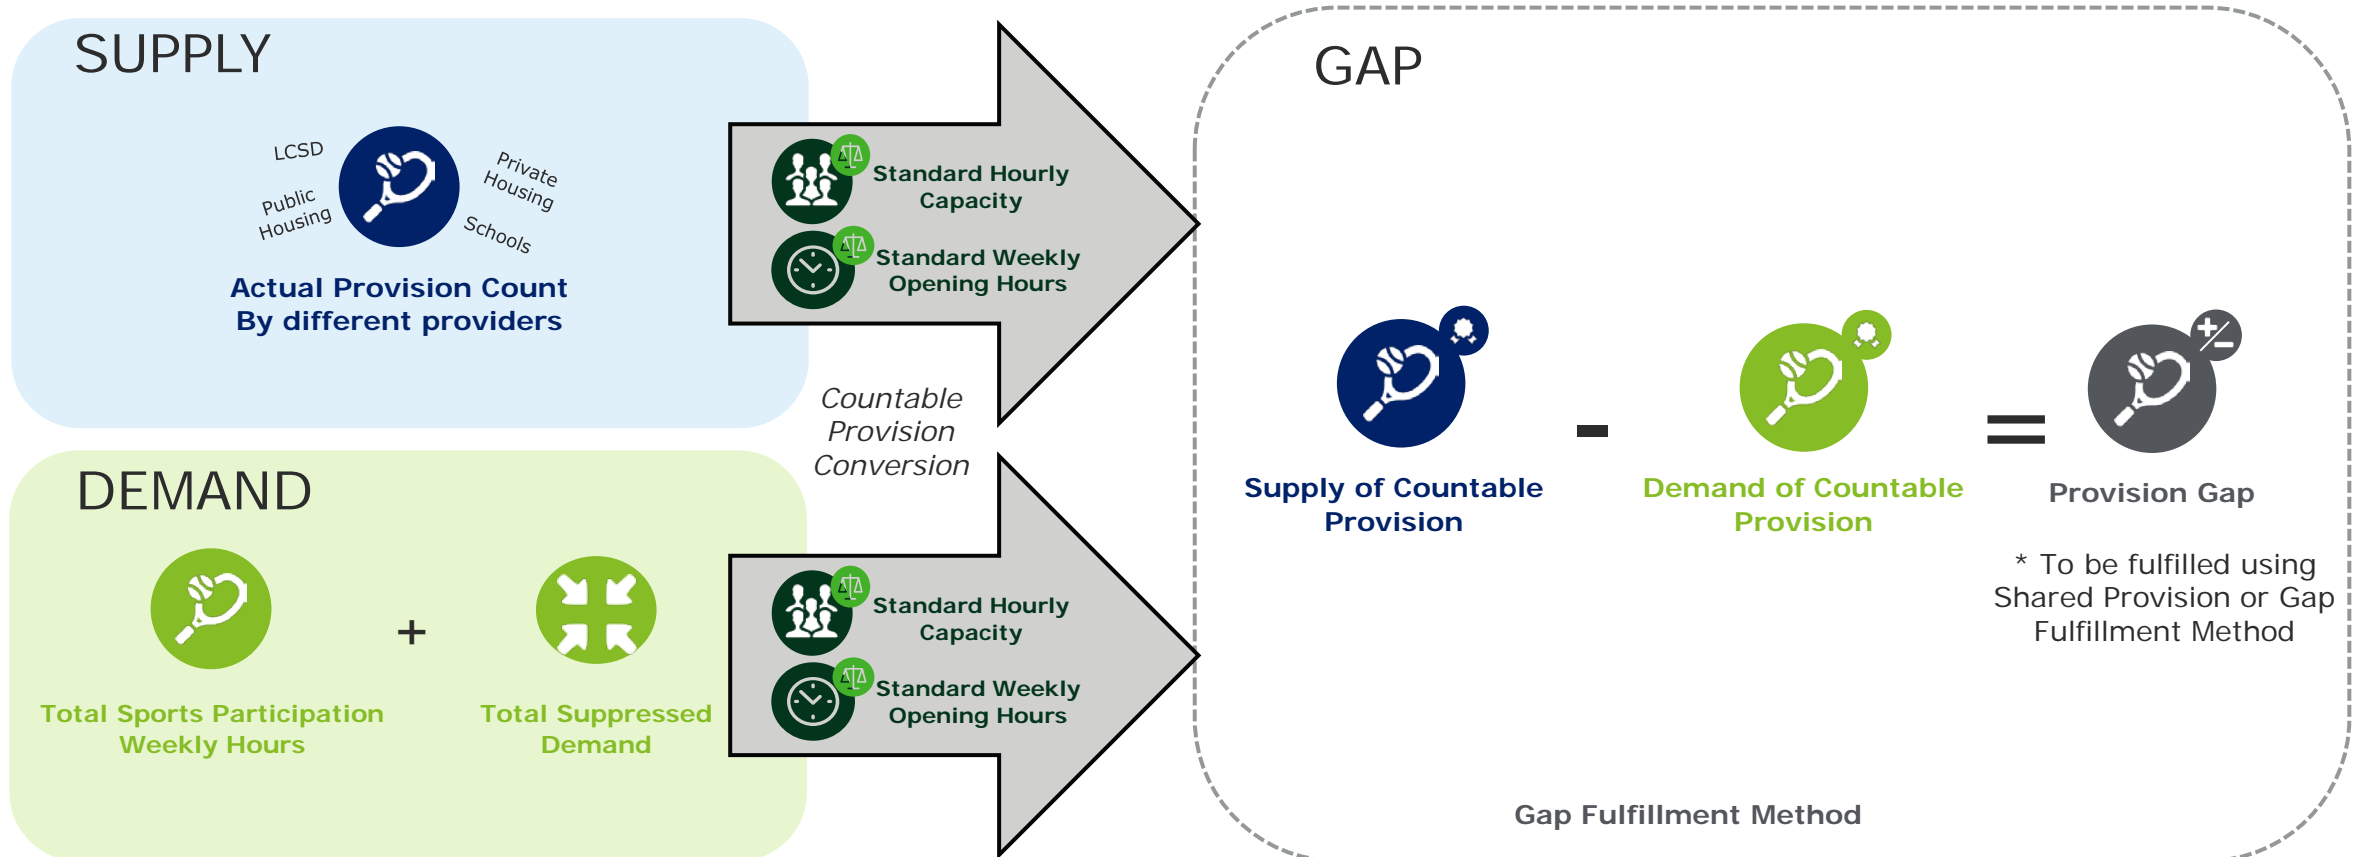 SUPPLY
LCSD
Public
Housing
Private
Housing
Schools
Actual Provision Count
By different providers
Standard Hourly
Capacity
Standard Weekly
Opening Hours
Countable
Provision
Conversion
DEMAND
+
Total Sports Participation
Weekly Hours
Total Suppressed
Demand
Standard Hourly
Capacity
Standard Weekly
Opening Hours
GAP
-
=
Supply of Countable
Provision
Demand of Countable
Provision
Provision Gap
* To be fulfilled using
Shared Provision or Gap
Fulfillment Method
Gap Fulfillment Method